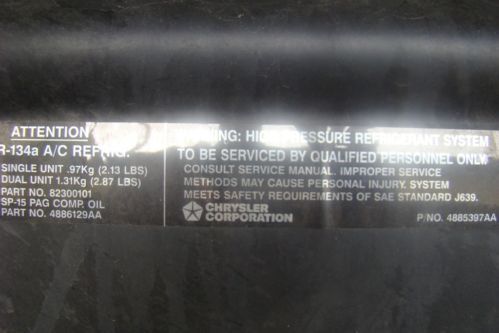 ATTENTION
R-134a A/C REFRIG.
SINGLE UNIT .97Kg (2.13 LBS)
DUAL UNIT 1.31Kg (2.87 LBS)
PART NO. 82300101
SP-15 PAG COMP. OIL
PART NO. 4886129AA
WARNING: HIGH PRESSURE REFRIGERANT SYSTEM
TO BE SERVICED BY QUALIFIED PERSONNEL ONLY
CONSULT SERVICE MANUAL. IMPROPER SERVICE
METHODS MAY CAUSE PERSONAL INJURY. SYSTEM
MEETS SAFETY REQUIREMENTS OF SAE STANDARD J639.
CHRYSLER
CORPORATION
P/NO. 4885397AA